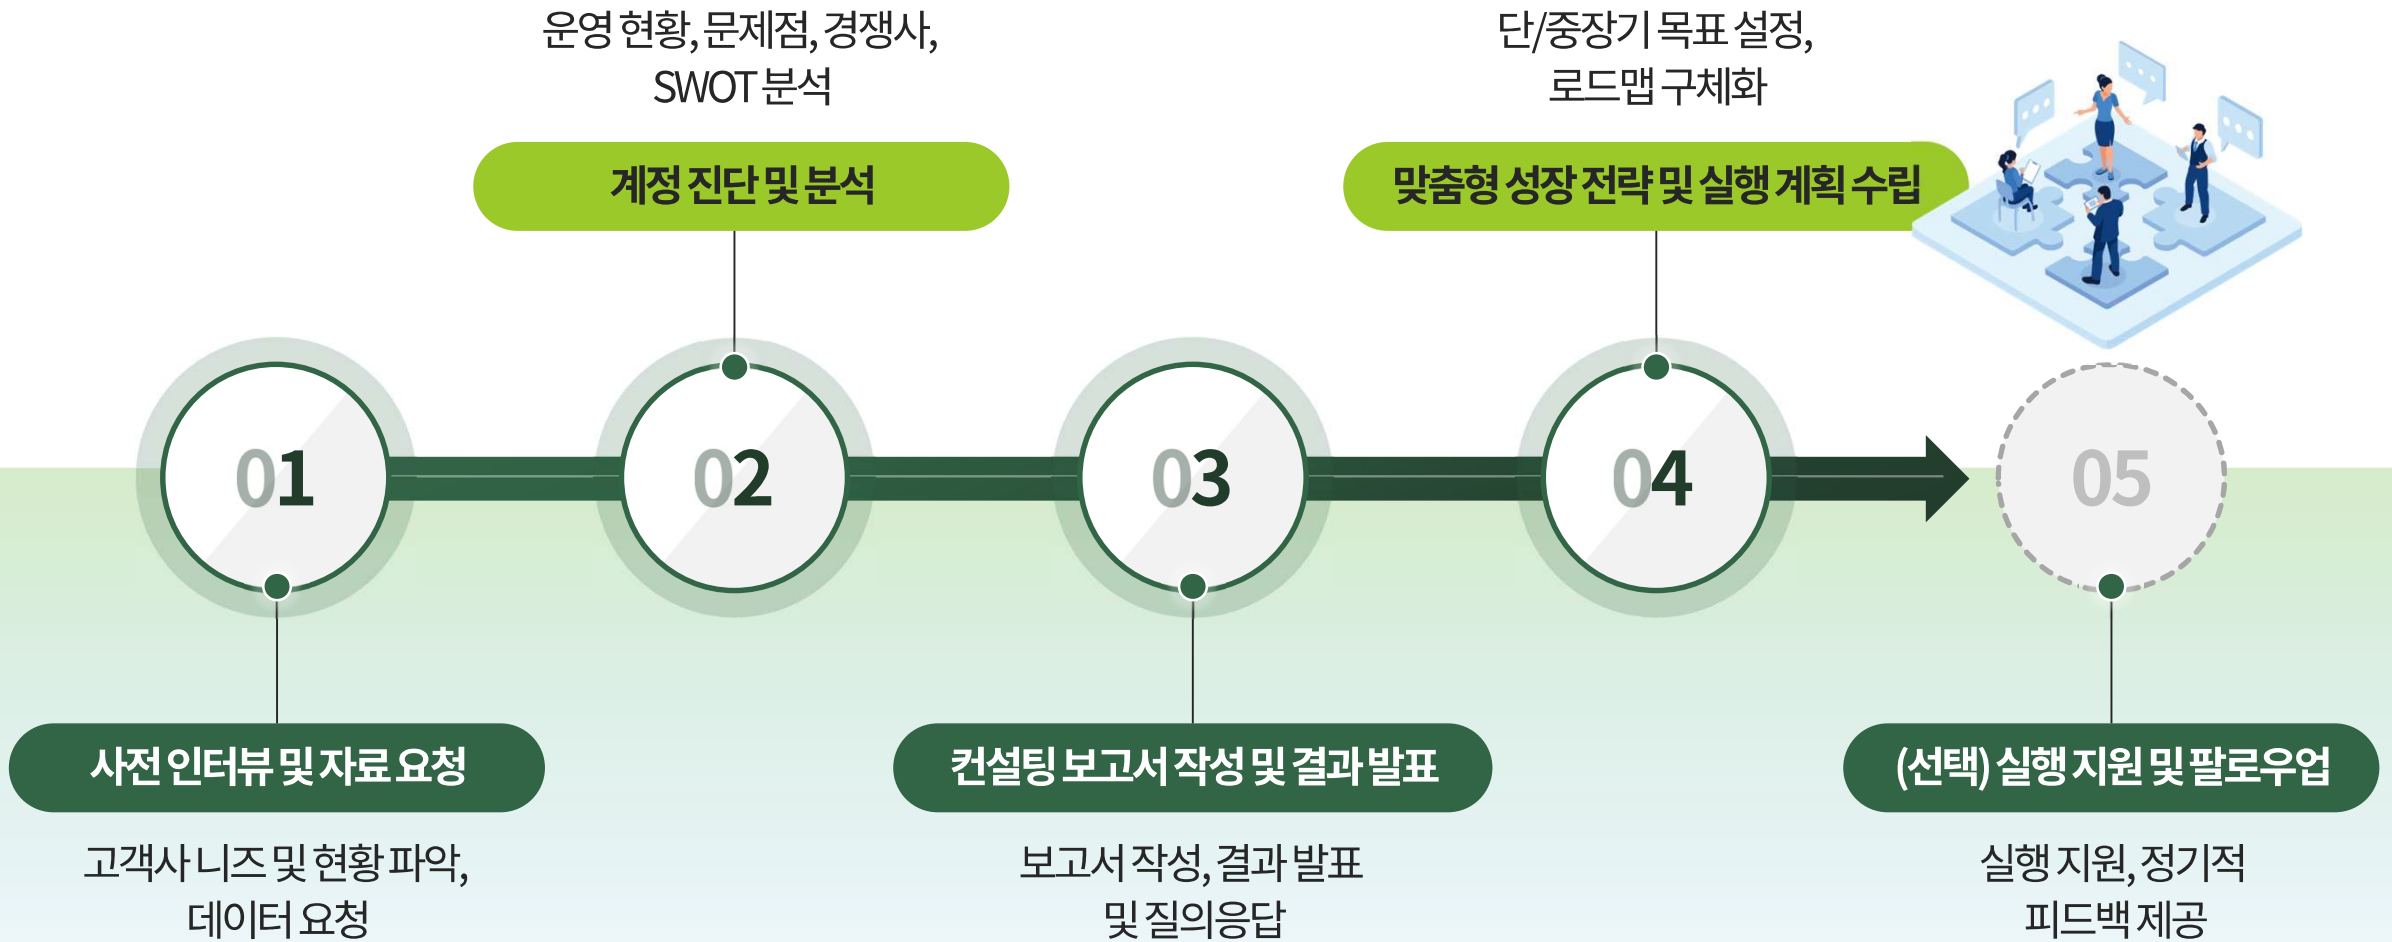 운영 현황, 문제점, 경쟁사,
SWOT 분석
계정 진단 및 분석
단/중장기 목표 설정,
로드맵 구체화
맞춤형 성장 전략 및 실행 계획 수립
01
02
03
04
05
사전 인터뷰 및 자료 요청
고객사 니즈 및 현황 파악,
데이터 요청
컨설팅 보고서 작성 및 결과 발표
보고서 작성, 결과 발표
및 질의응답
(선택) 실행 지원 및 팔로우업
실행 지원, 정기적
피드백 제공